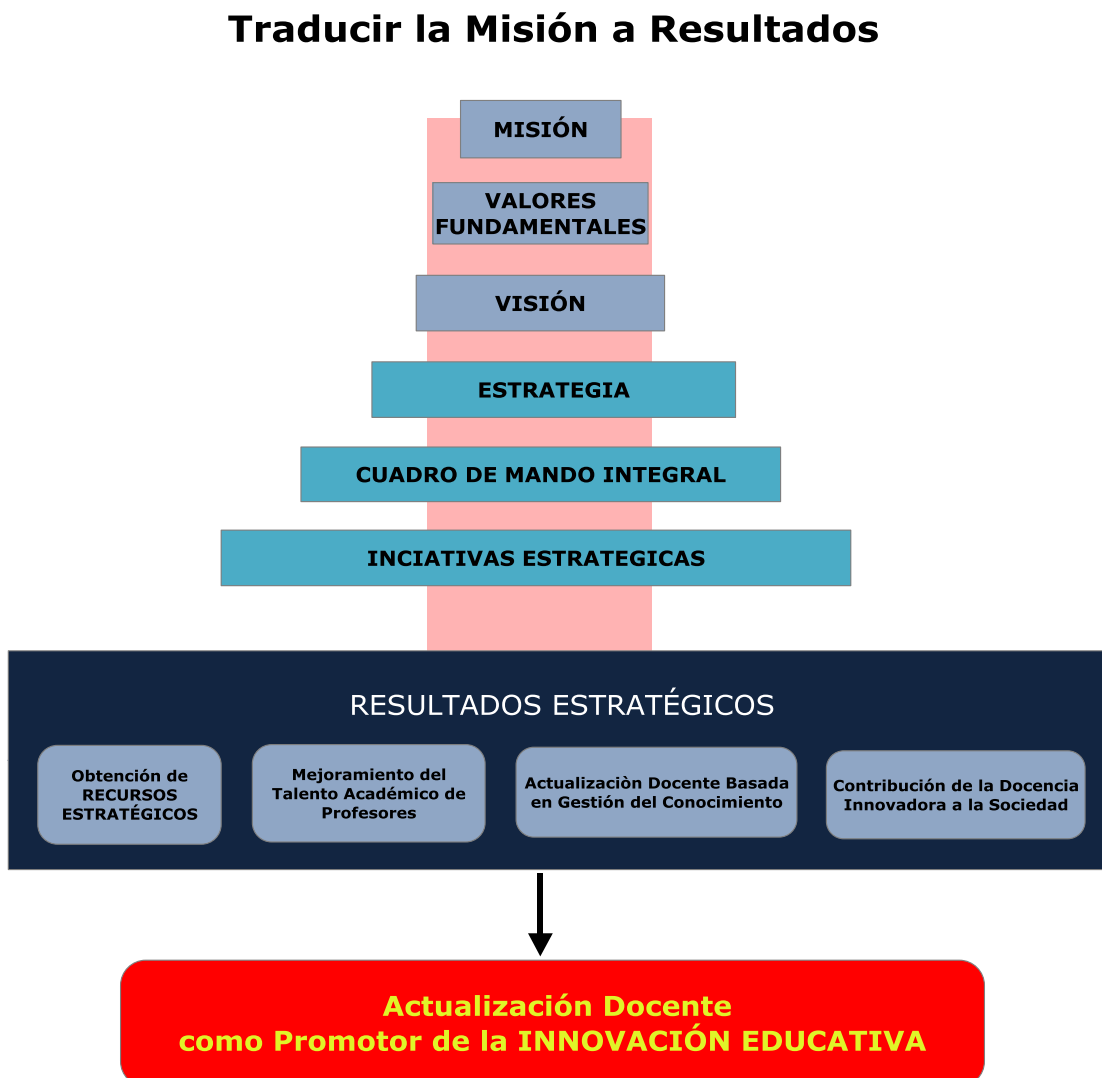 Traducir la Misión a Resultados
MISIÓN
VALORES
FUNDAMENTALES
VISIÓN
ESTRATEGIA
CUADRO DE MANDO INTEGRAL
INCIATIVAS ESTRATEGICAS
RESULTADOS ESTRATÉGICOS
Obtención de
RECURSOS
ESTRATÉGICOS
Mejoramiento del
Talento Académico de
Profesores
Actualizaciòn Docente Basada
en Gestión del Conocimiento
Contribución de la Docencia
Innovadora a la Sociedad
Actualización Docente
como Promotor de la INNOVACIÓN EDUCATIVA